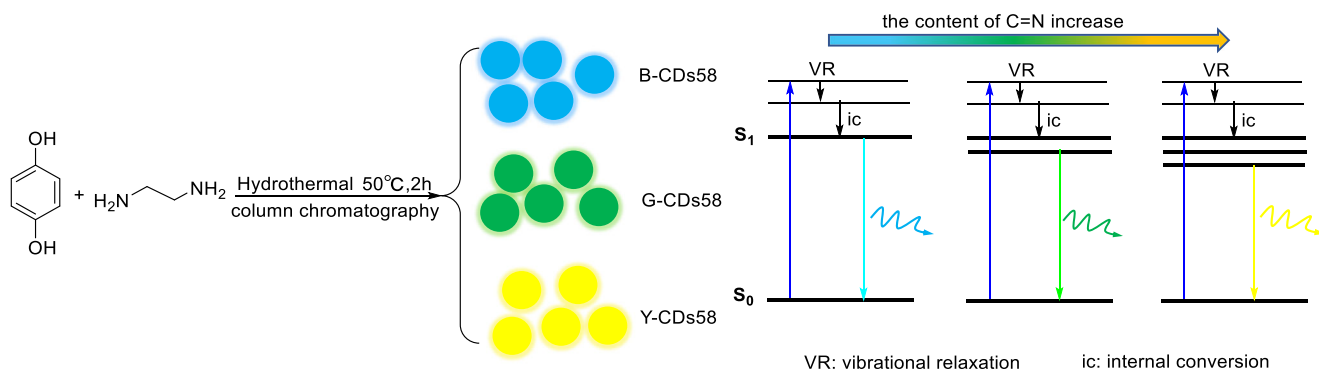 OH
OH
+
H₂N
NH₂
Hydrothermal 50℃,2h
column chromatography
B-CDs58
G-CDs58
Y-CDs58
the content of C=N increase
VR
VR
VR
ic
ic
ic
S₁
S₀
VR: vibrational relaxation
ic: internal conversion